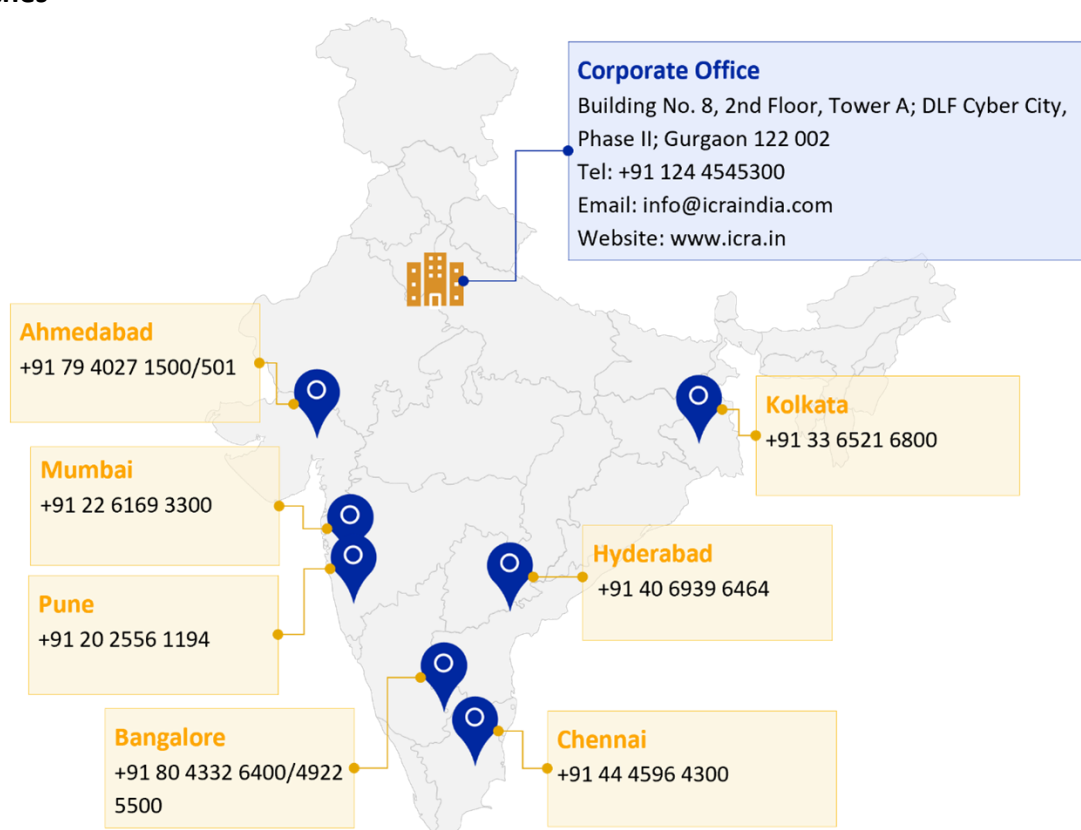 Corporate Office
Building No. 8, 2nd Floor, Tower A; DLF Cyber City,
Phase II; Gurgaon 122 002
Tel: +91 124 4545300
Email: info@icraindia.com
Website: www.icra.in
Ahmedabad
+91 79 4027 1500/501
Kolkata
+91 33 6521 6800
Mumbai
+91 22 6169 3300
Hyderabad
+91 40 6939 6464
Pune
+91 20 2556 1194
Bangalore
+91 80 4332 6400/4922
5500
Chennai
+91 44 4596 4300